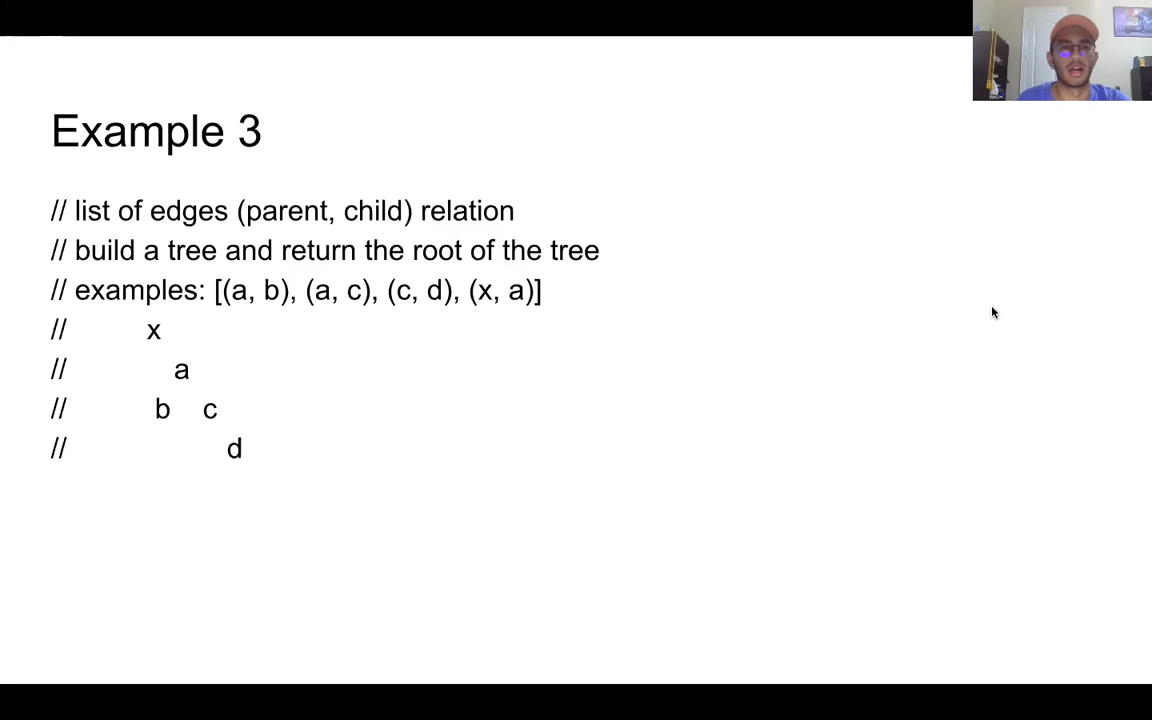 Example 3
// list of edges (parent, child) relation
// build a tree and return the root of the tree
// examples: [(a, b), (a, c), (c, d), (x, a)]
// x
// a
// b c
// d